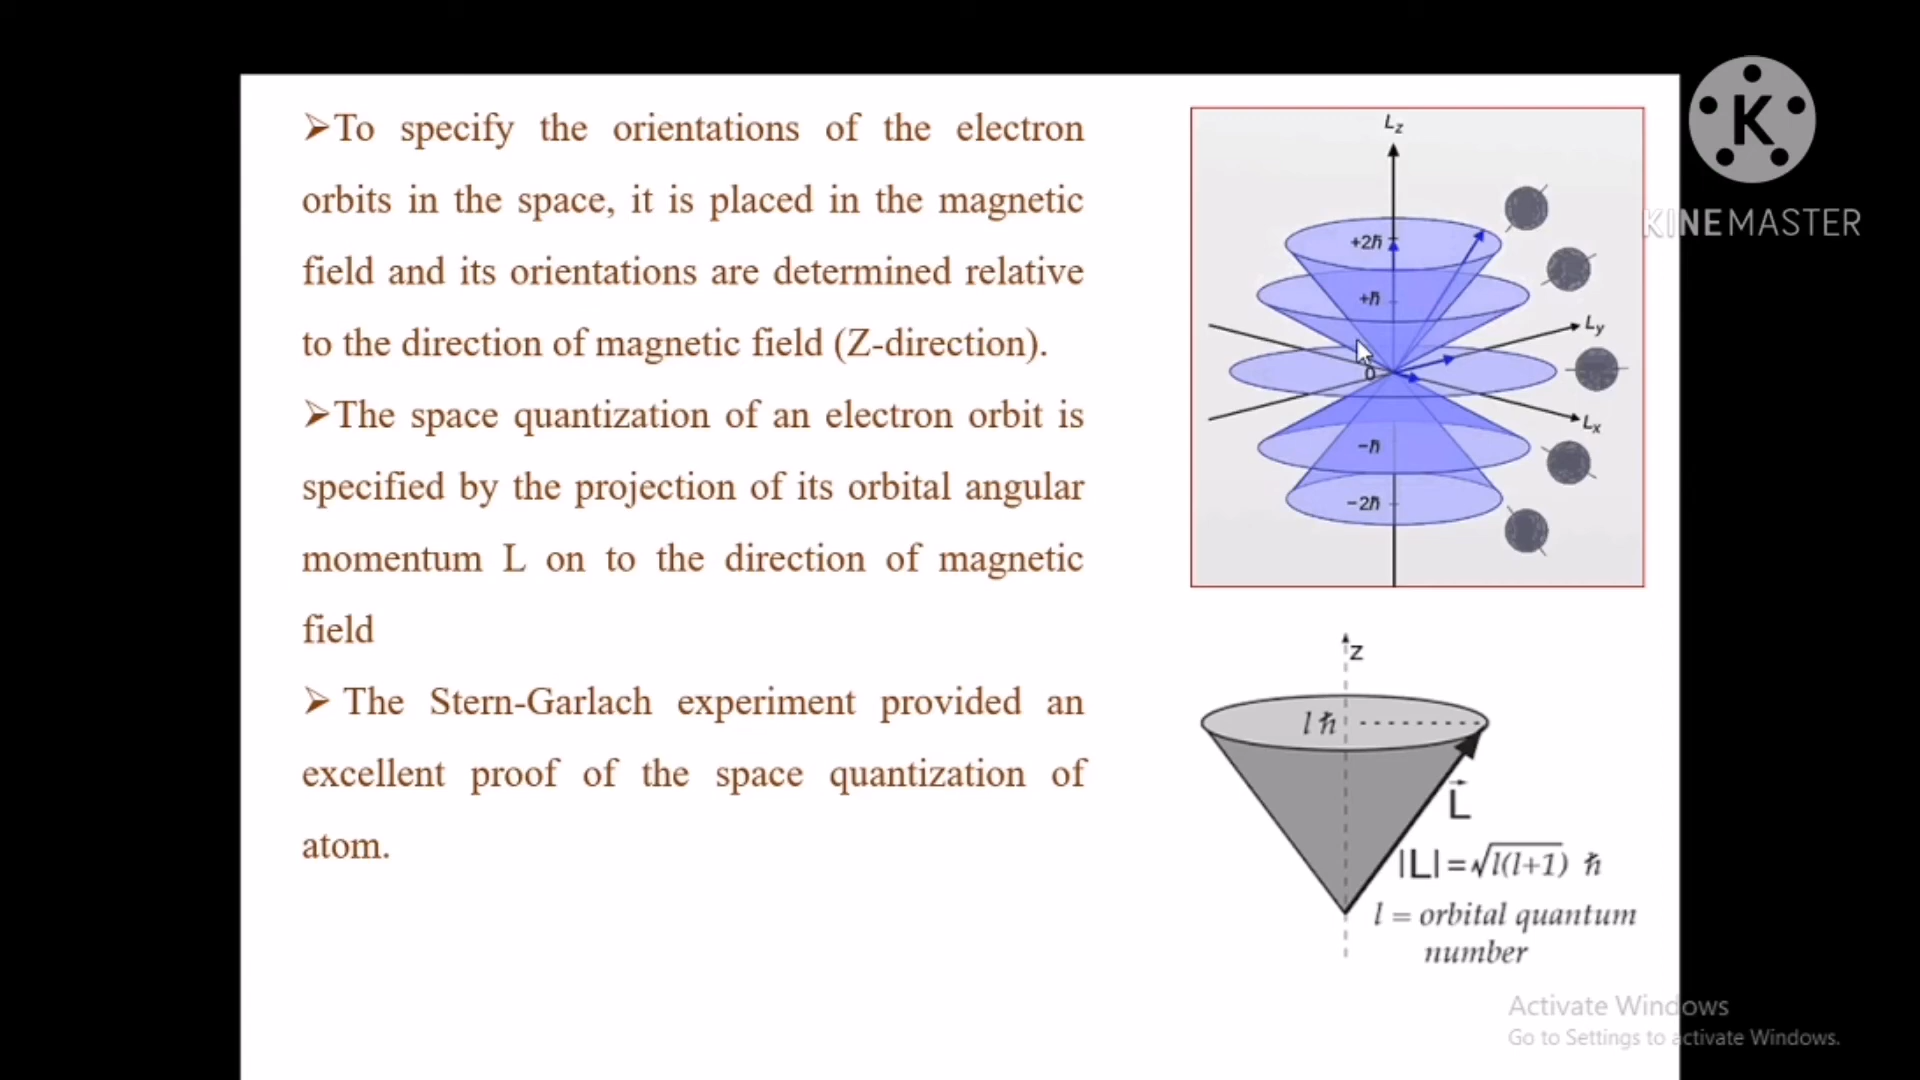 ➢To specify the orientations of the electron
orbits in the space, it is placed in the magnetic
field and its orientations are determined relative
to the direction of magnetic field (Z-direction).
➢The space quantization of an electron orbit is
specified by the projection of its orbital angular
momentum L on to the direction of magnetic
field
➢ The Stern-Garlach experiment provided an
excellent proof of the space quantization of
atom.
L_z
+2ℏ
+ℏ
L_y
0
L_x
−ℏ
−2ℏ
z
l ℏ
L⃗
|L| = √l(l+1) ℏ
l = orbital quantum
number
K
KINEMASTER
Activate Windows
Go to Settings to activate Windows.